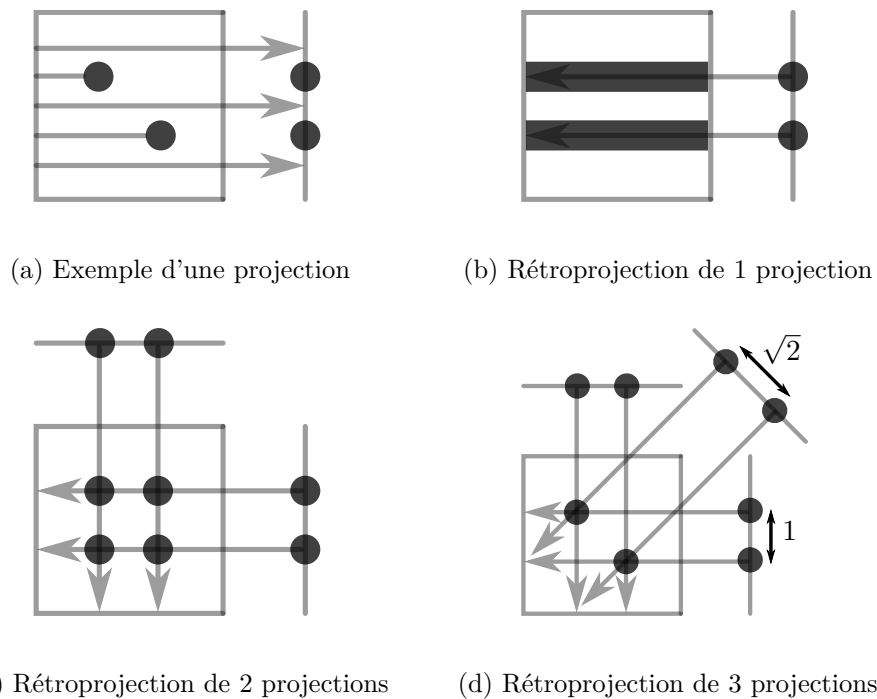 (a) Exemple d'une projection
(b) Rétroprojection de 1 projection
√2
1
) Rétroprojection de 2 projections
(d) Rétroprojection de 3 projections